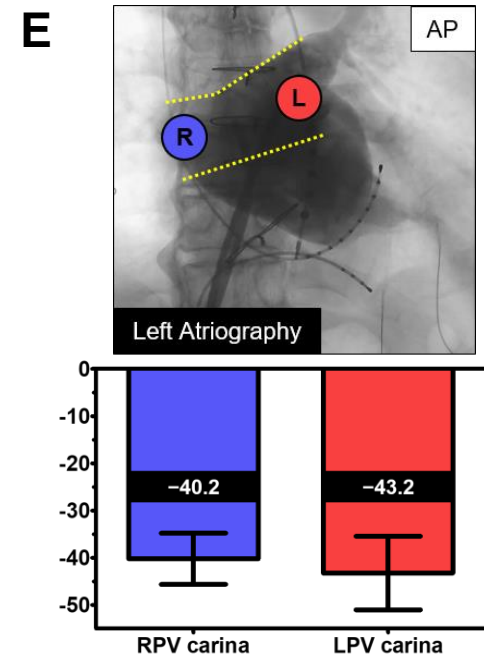 E
AP
L
R
Left Atriography
0
-10
-20
-30
-40
-50
−40.2
−43.2
RPV carina
LPV carina